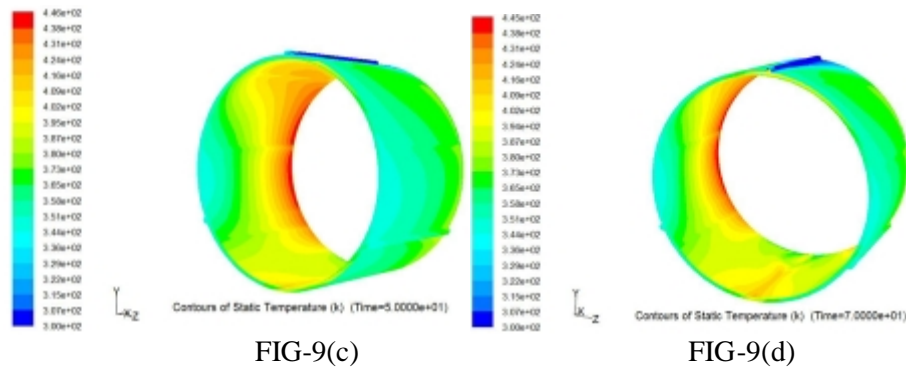 4.46e+02
4.38e+02
4.31e+02
4.24e+02
4.16e+02
4.09e+02
4.02e+02
3.95e+02
3.87e+02
3.80e+02
3.73e+02
3.65e+02
3.58e+02
3.51e+02
3.44e+02
3.36e+02
3.29e+02
3.22e+02
3.15e+02
3.07e+02
3.00e+02
Y
X Z
Contours of Static Temperature (k) (Time=5.0000e+01)
FIG-9(c)
4.45e+02
4.38e+02
4.31e+02
4.24e+02
4.16e+02
4.09e+02
4.02e+02
3.94e+02
3.87e+02
3.80e+02
3.73e+02
3.65e+02
3.58e+02
3.51e+02
3.44e+02
3.36e+02
3.29e+02
3.22e+02
3.15e+02
3.07e+02
3.00e+02
Y
X
Z
Contours of Static Temperature (k) (Time=7.0000e+01)
FIG-9(d)